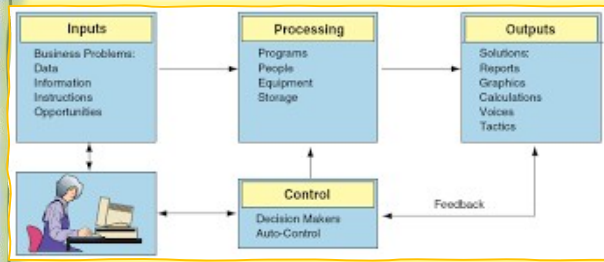 Inputs
Business Problems:
Data
Information
Instructions
Opportunities
Processing
Programs
People
Equipment
Storage
Outputs
Solutions:
Reports
Graphics
Calculations
Voices
Tactics
Control
Decision Makers
Auto-Control
Feedback